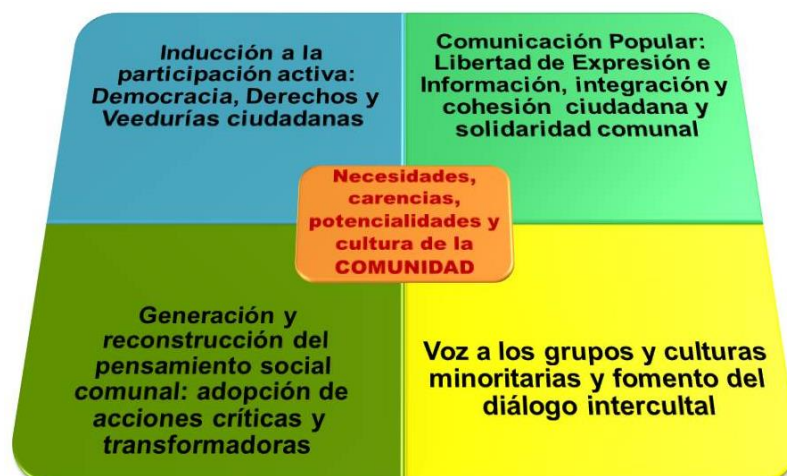 Inducción a la
participación activa:
Democracia, Derechos y
Veedurías ciudadanas
Comunicación Popular:
Libertad de Expresión e
Información, integración y
cohesión ciudadana y
solidaridad comunal
Necesidades,
carencias,
potencialidades y
cultura de la
COMUNIDAD
Generación y
reconstrucción del
pensamiento social
comunal: adopción de
acciones críticas y
transformadoras
Voz a los grupos y culturas
minoritarias y fomento del
diálogo intercultal